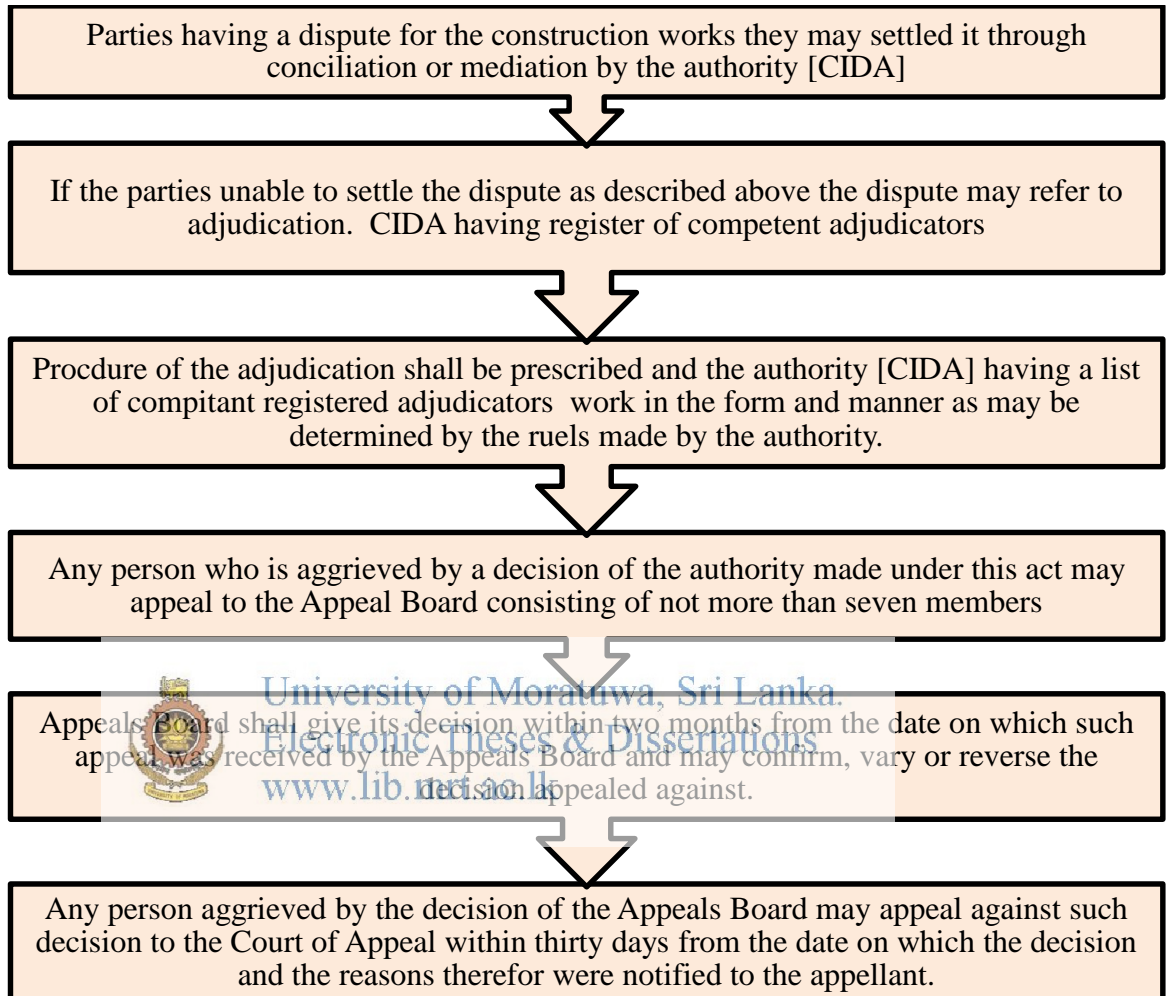 Parties having a dispute for the construction works they may settled it through
conciliation or mediation by the authority [CIDA]
If the parties unable to settle the dispute as described above the dispute may refer to
adjudication.  CIDA having register of competent adjudicators
Procdure of the adjudication shall be prescribed and the authority [CIDA] having a list
of compitant registered adjudicators  work in the form and manner as may be
determined by the ruels made by the authority.
Any person who is aggrieved by a decision of the authority made under this act may
appeal to the Appeal Board consisting of not more than seven members
University of Moratuwa, Sri Lanka.
Electronic Theses & Dissertations
www.lib.mrt.ac.lk
Appeals Board shall give its decision within two months from the date on which such
appeal was received by the Appeals Board and may confirm, vary or reverse the
decision appealed against.
Any person aggrieved by the decision of the Appeals Board may appeal against such
decision to the Court of Appeal within thirty days from the date on which the decision
and the reasons therefor were notified to the appellant.